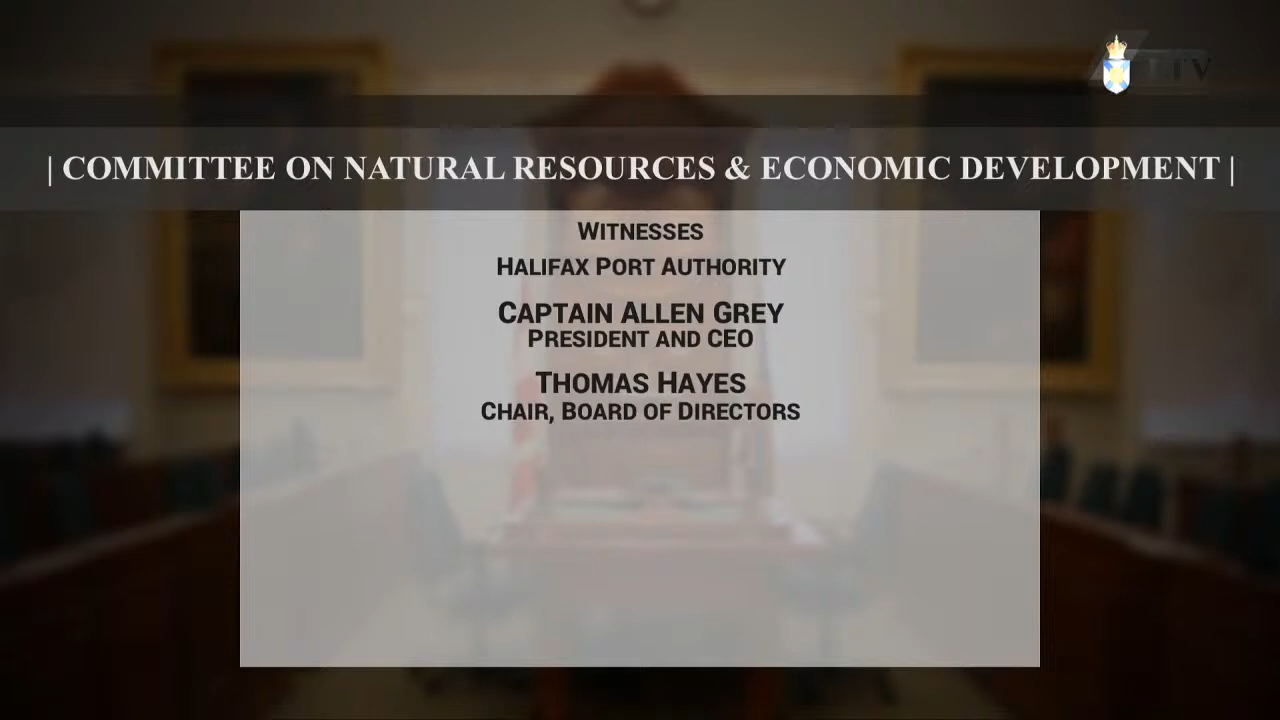 | COMMITTEE ON NATURAL RESOURCES & ECONOMIC DEVELOPMENT |
WITNESSES
HALIFAX PORT AUTHORITY
CAPTAIN ALLEN GREY
PRESIDENT AND CEO
THOMAS HAYES
CHAIR, BOARD OF DIRECTORS